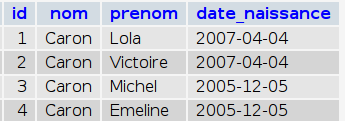 id nom prenom date_naissance
1 Caron Lola 2007-04-04
2 Caron Victoire 2007-04-04
3 Caron Michel 2005-12-05
4 Caron Emeline 2005-12-05